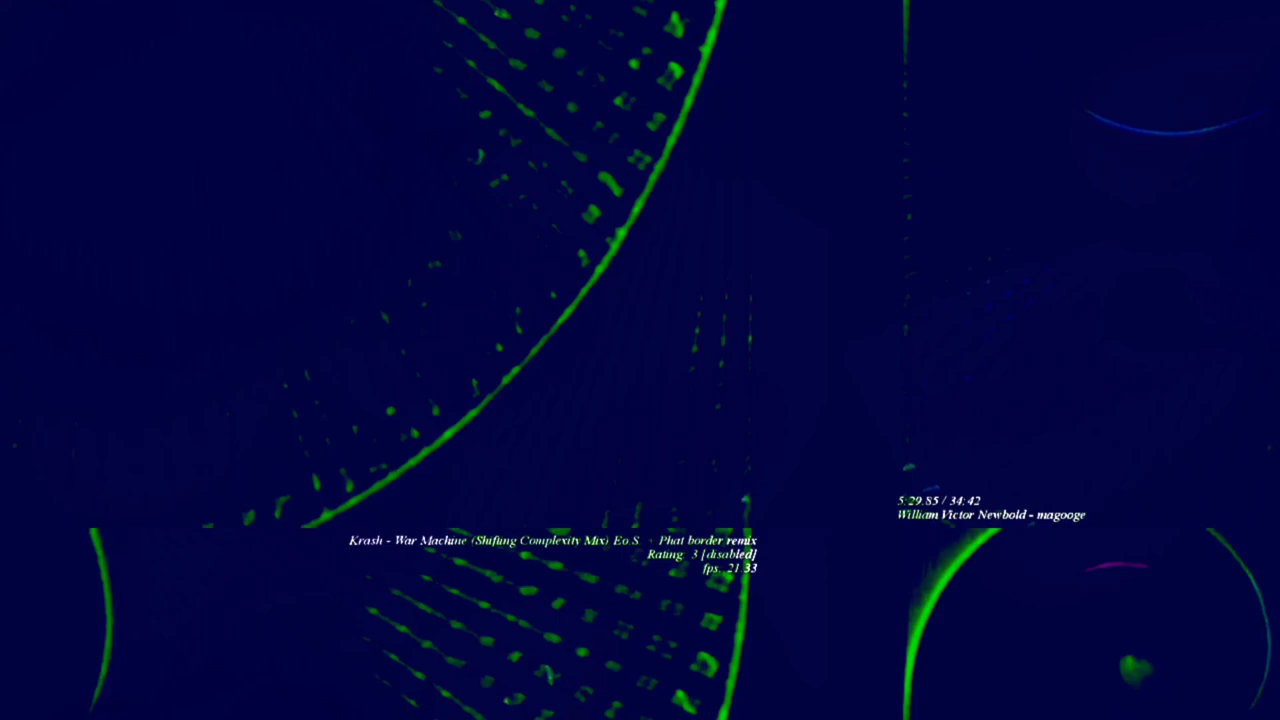 5:29.85 / 34:42
William Victor Newbold - magooge
Krash - War Machine (Shifting Complexity Mix) Eo.S. + Phat border remix
Rating: 3 [disabled]
fps: 21.33